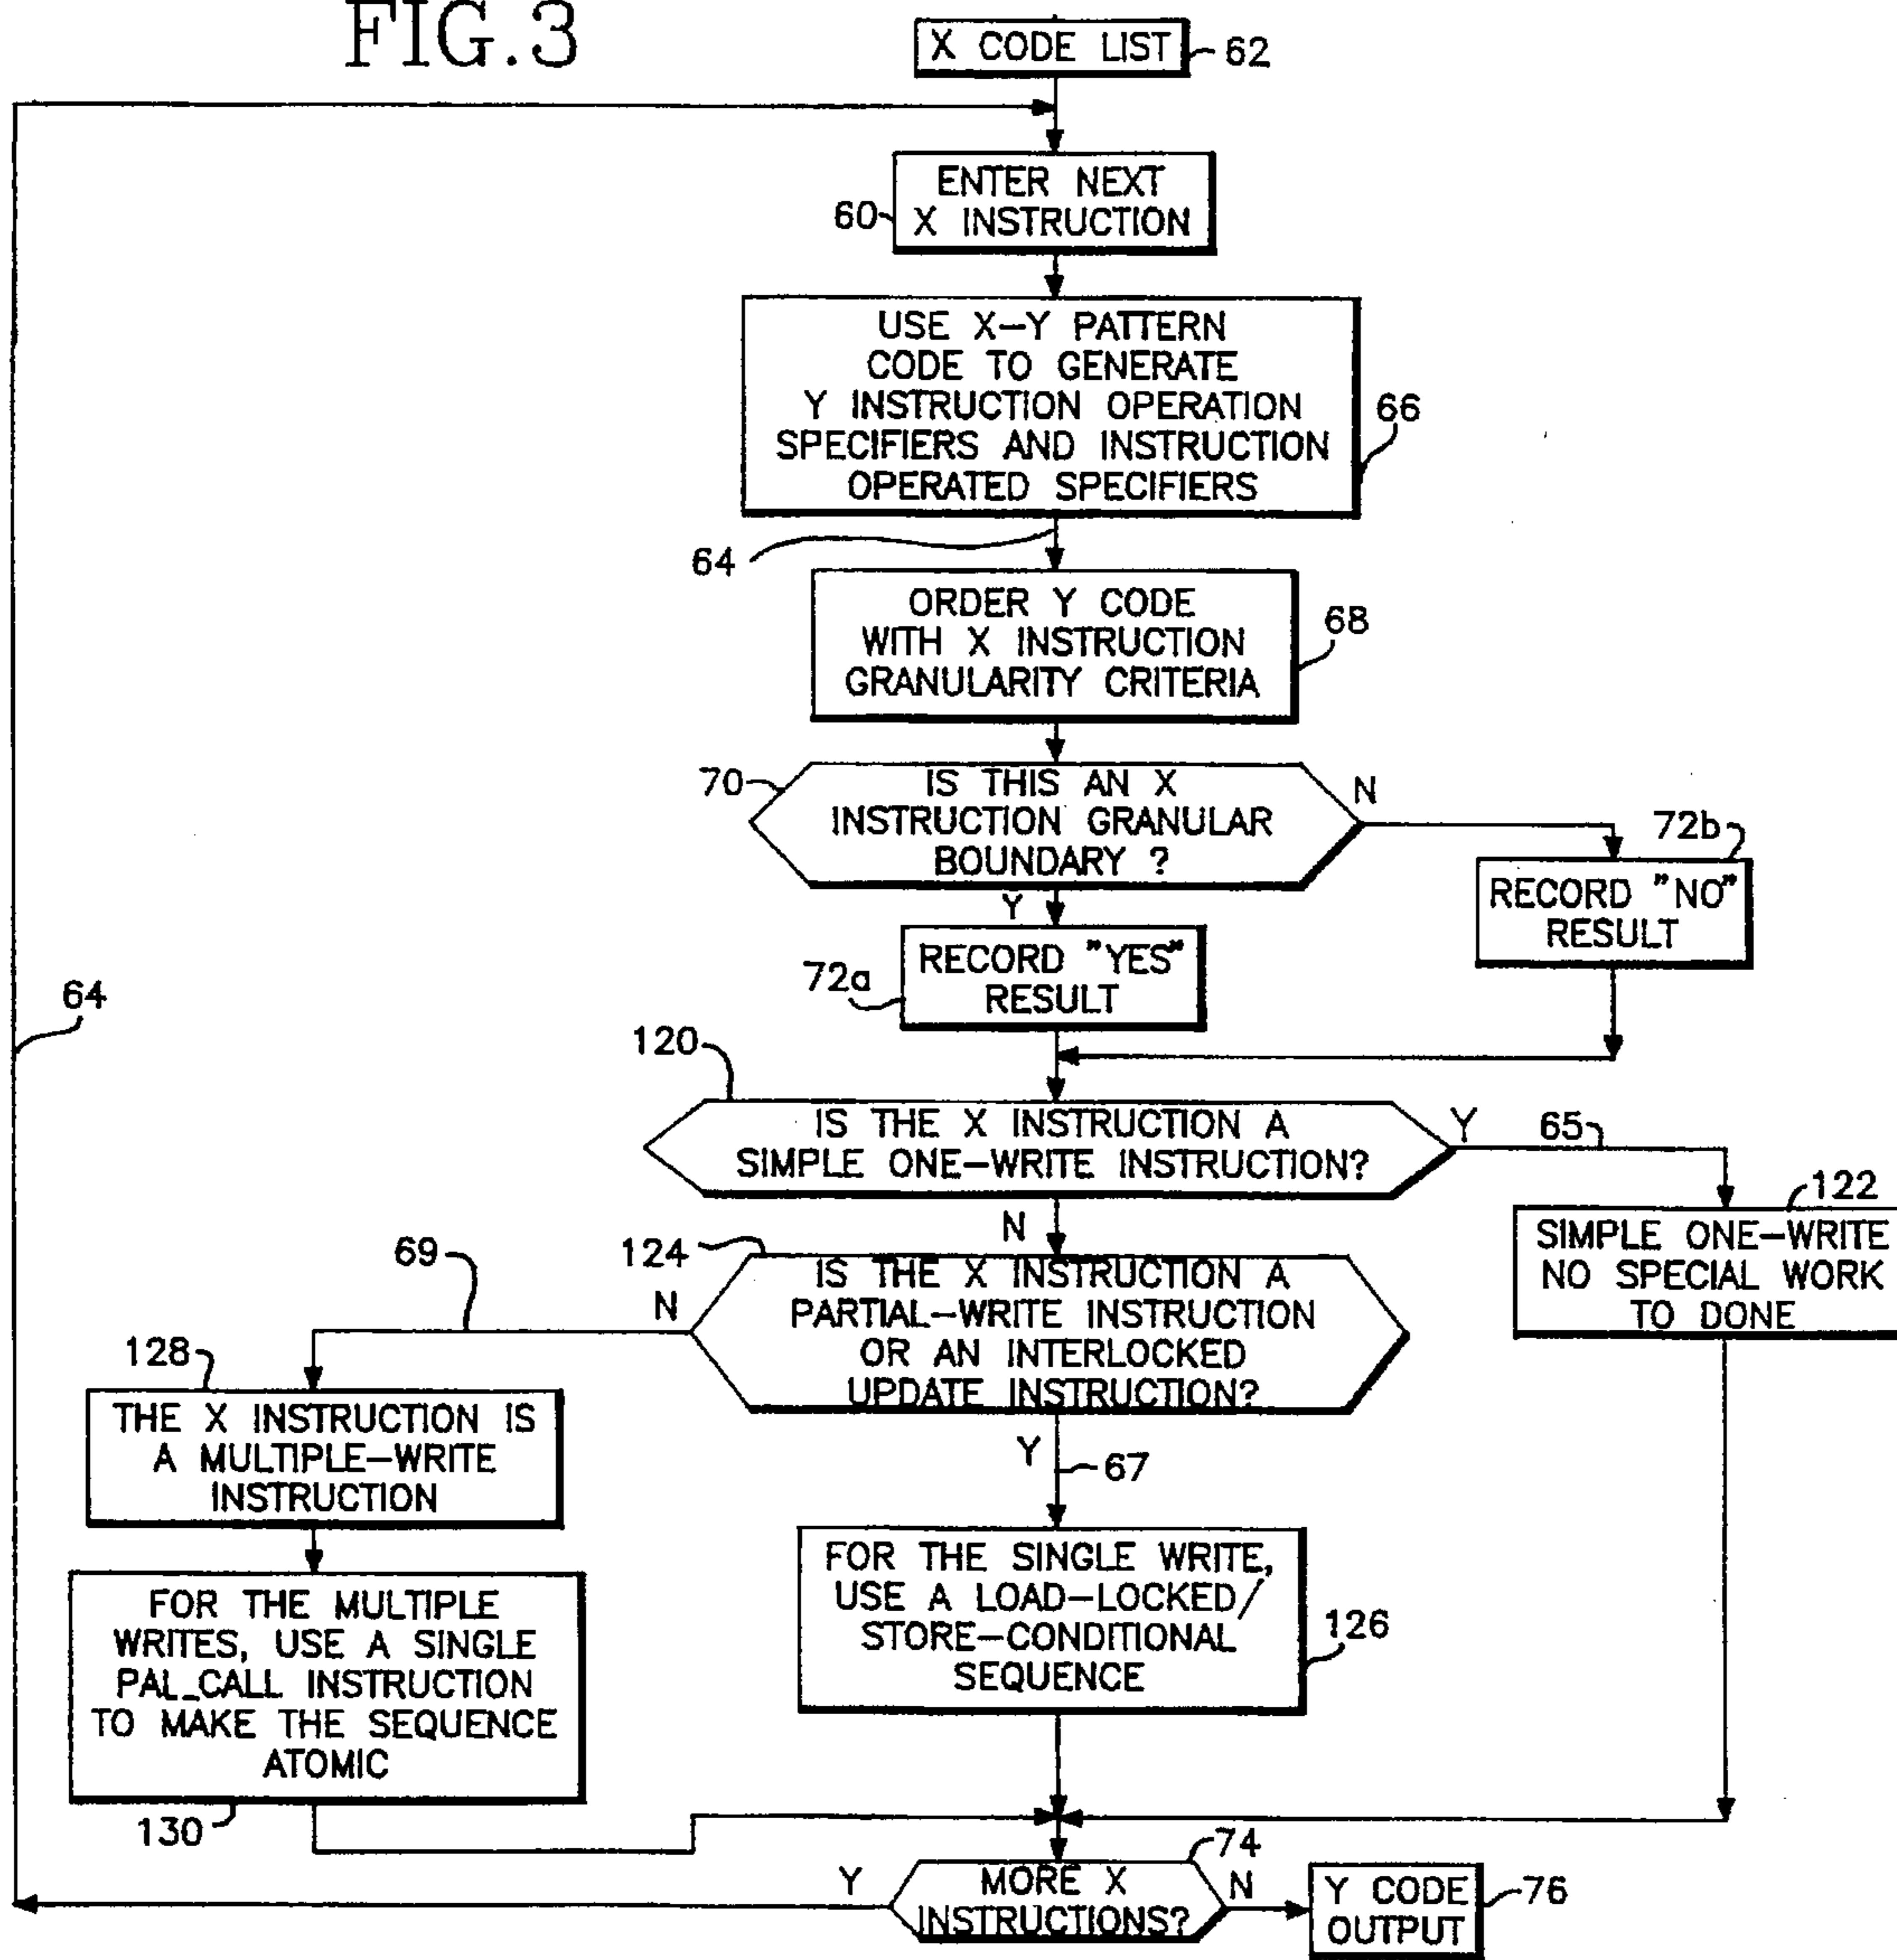 FIG.3
X CODE LIST
62
ENTER NEXT
X INSTRUCTION
60
USE X-Y PATTERN
CODE TO GENERATE
Y INSTRUCTION OPERATION
SPECIFIERS AND INSTRUCTION
OPERATED SPECIFIERS
66
64
ORDER Y CODE
WITH X INSTRUCTION
GRANULARITY CRITERIA
68
70
IS THIS AN X
INSTRUCTION GRANULAR
BOUNDARY ?
N
Y
72b
RECORD "NO"
RESULT
RECORD "YES"
RESULT
72a
64
120
IS THE X INSTRUCTION A
SIMPLE ONE-WRITE INSTRUCTION?
Y
65
N
122
SIMPLE ONE-WRITE
NO SPECIAL WORK
TO DONE
124
IS THE X INSTRUCTION A
PARTIAL-WRITE INSTRUCTION
OR AN INTERLOCKED
UPDATE INSTRUCTION?
N
69
Y
67
128
THE X INSTRUCTION IS
A MULTIPLE-WRITE
INSTRUCTION
FOR THE SINGLE WRITE,
USE A LOAD-LOCKED/
STORE-CONDITIONAL
SEQUENCE
126
FOR THE MULTIPLE
WRITES, USE A SINGLE
PAL_CALL INSTRUCTION
TO MAKE THE SEQUENCE
ATOMIC
130
74
MORE X
INSTRUCTIONS?
Y
N
Y CODE
OUTPUT
76